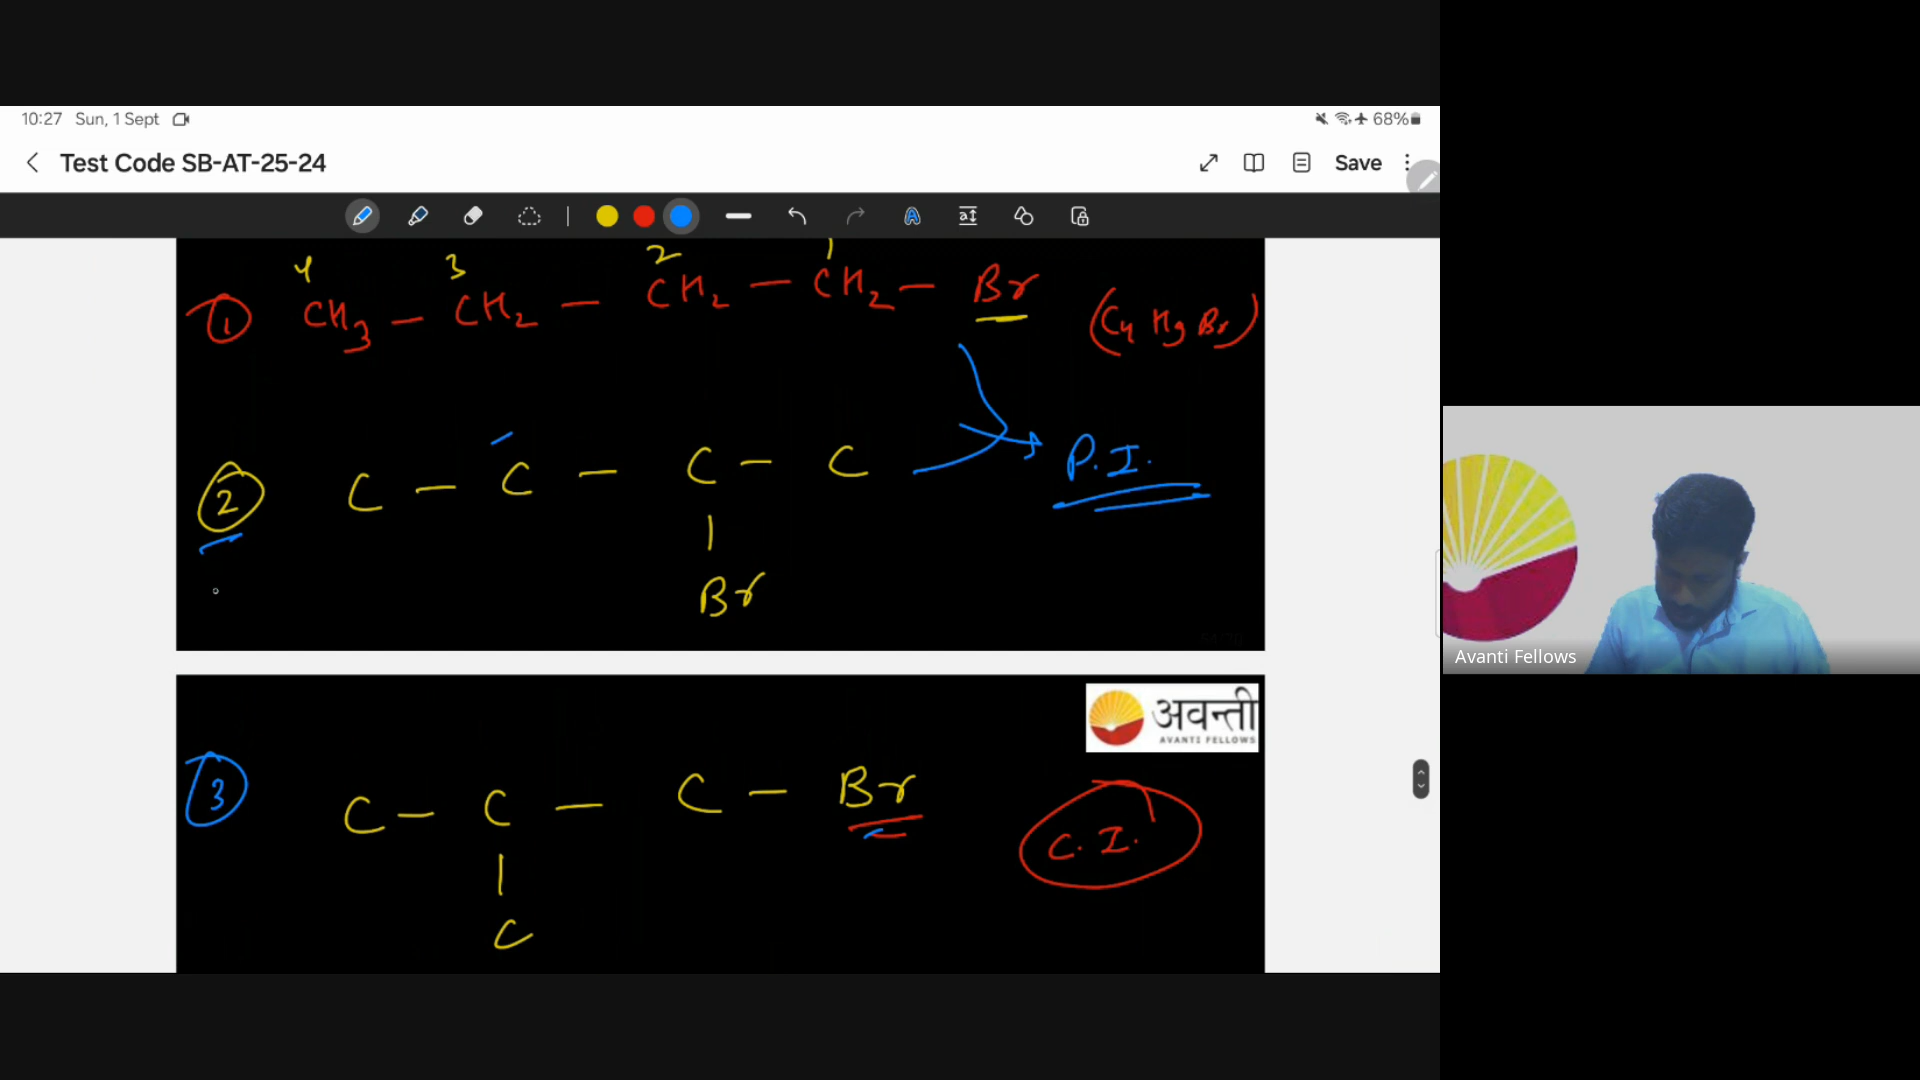 10:27 Sun, 1 Sept 68%
Test Code SB-AT-25-24 Save
4 3 2 1
① CH3 — CH2 — CH2 — CH2 — Br (C4 H9 Br)
② C — C — C — C P.I.
|
Br
अवन्ती
AVANTI FELLOWS
③ C — C — C — Br C.I.
|
C
Avanti Fellows